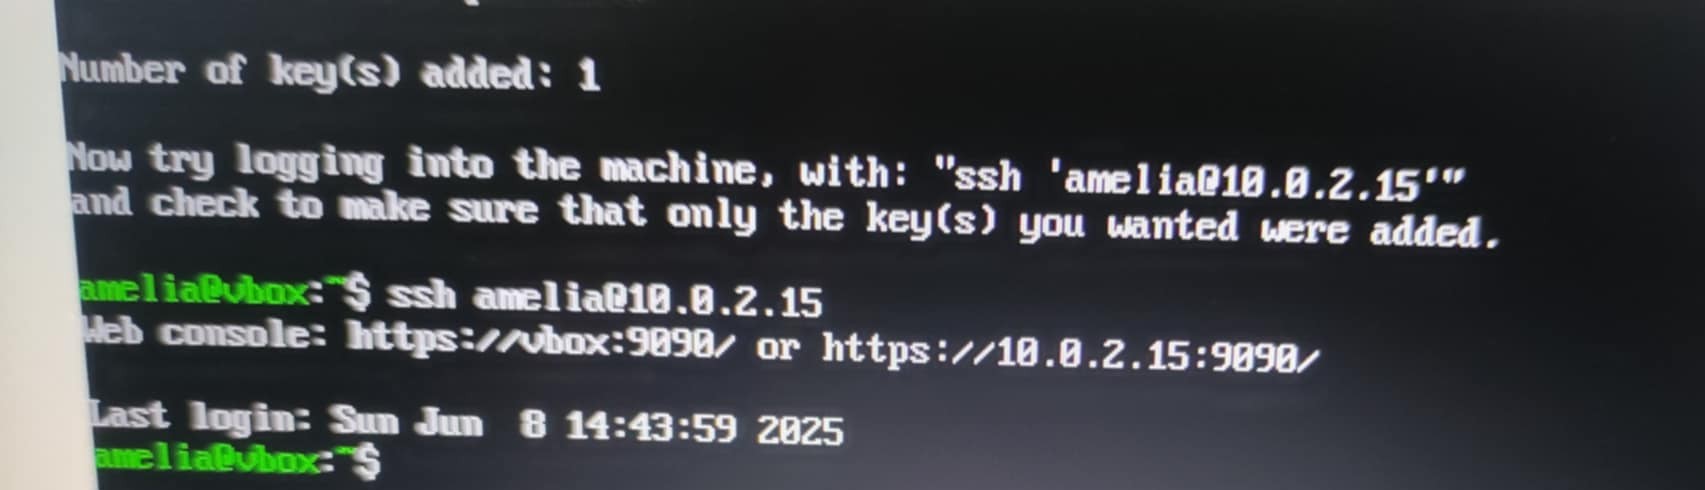 Number of key(s) added: 1
Now try logging into the machine, with: "ssh 'amelia@10.0.2.15'"
and check to make sure that only the key(s) you wanted were added.
amelia@vbox:~$ ssh amelia@10.0.2.15
Web console: https://vbox:9090/ or https://10.0.2.15:9090/
Last login: Sun Jun  8 14:43:59 2025
amelia@vbox:~$